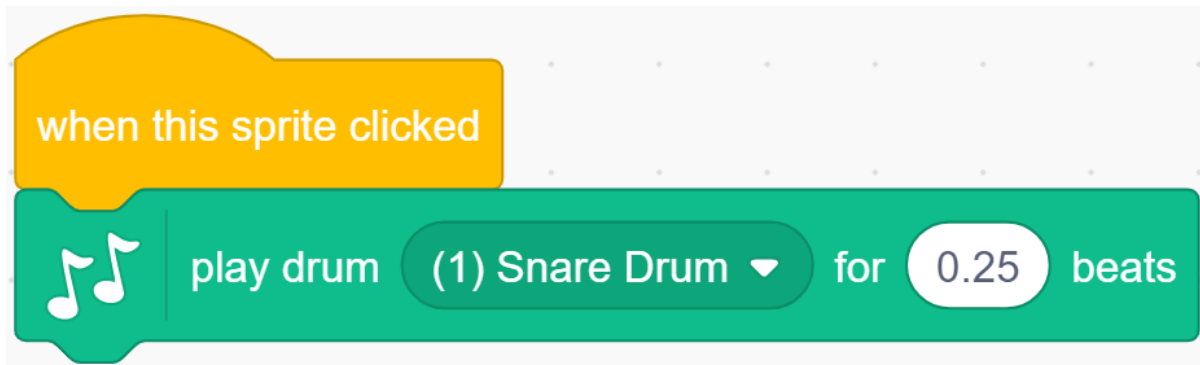 when this sprite clicked
play drum (1) Snare Drum for 0.25 beats